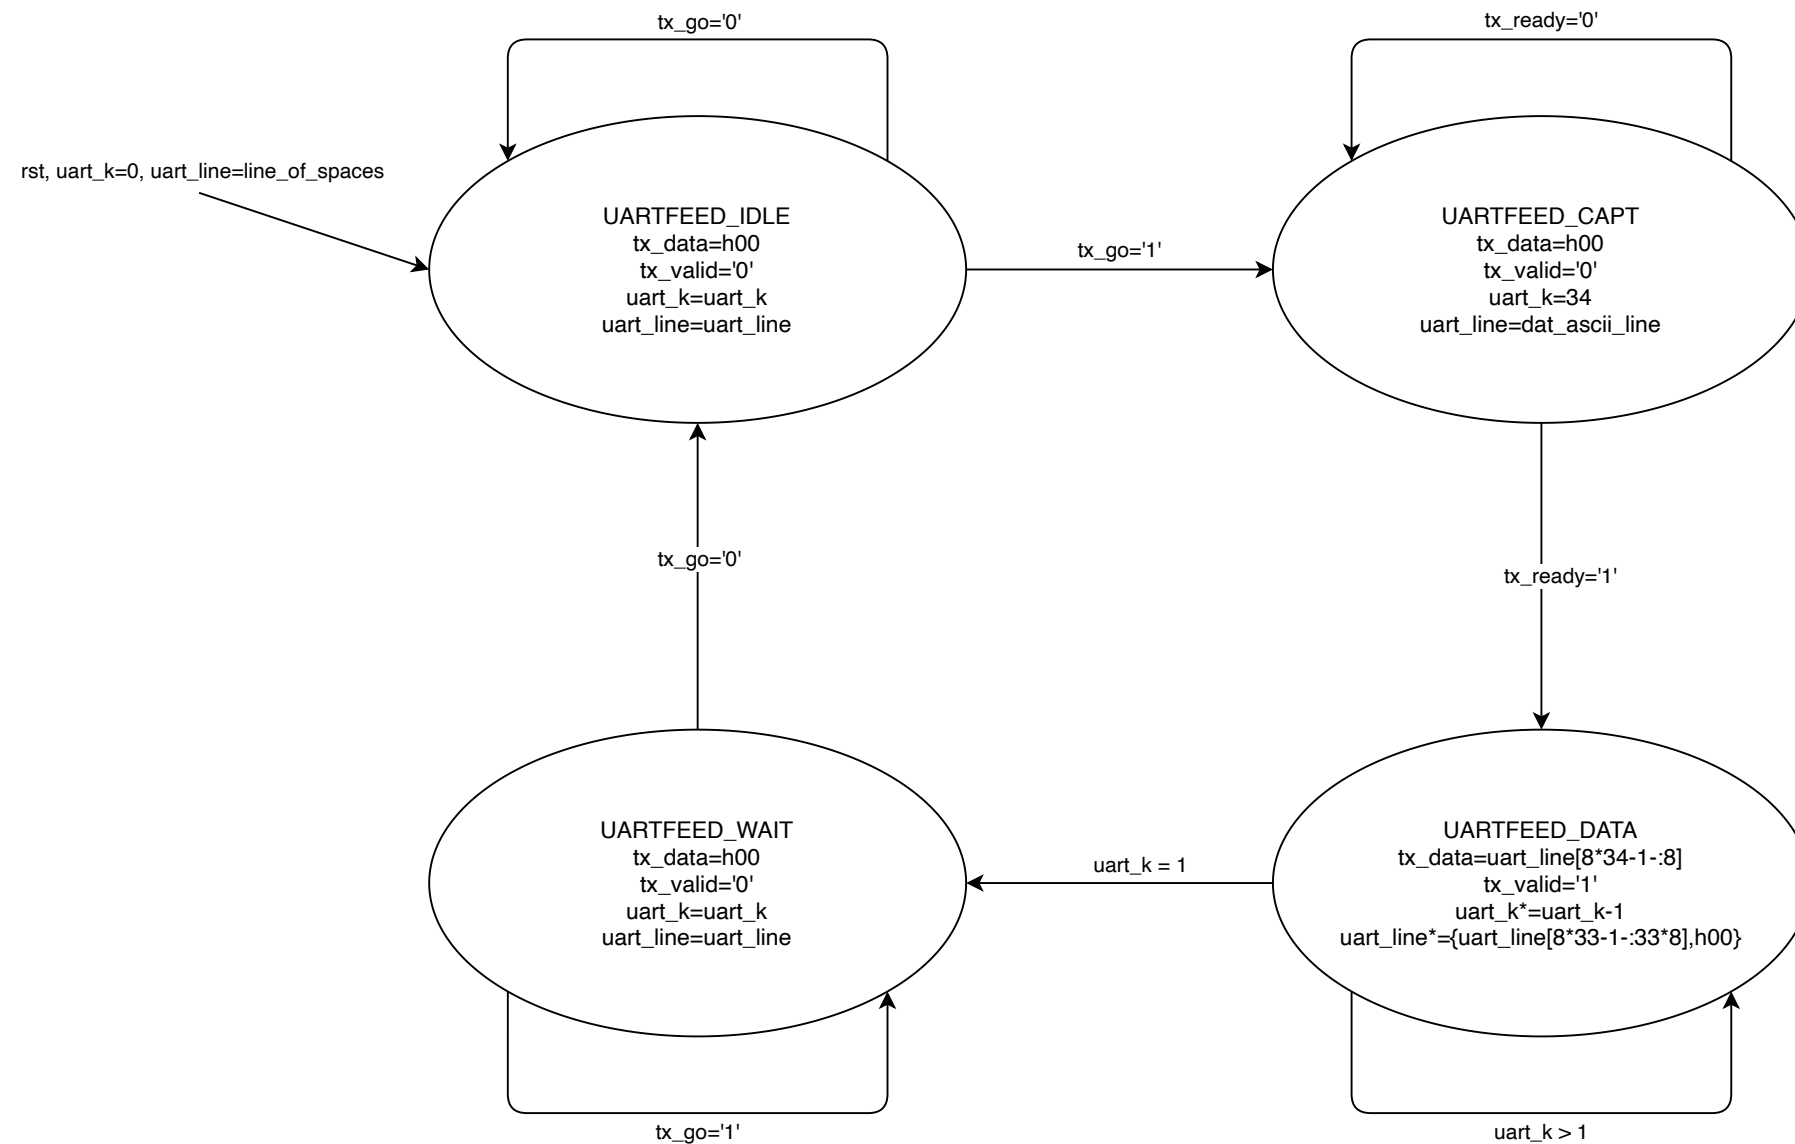 tx_go='0'
tx_ready='0'
rst, uart_k=0, uart_line=line_of_spaces
UARTFEED_IDLE
tx_data=h00
tx_valid='0'
uart_k=uart_k
uart_line=uart_line
tx_go='1'
UARTFEED_CAPT
tx_data=h00
tx_valid='0'
uart_k=34
uart_line=dat_ascii_line
tx_go='0'
tx_ready='1'
UARTFEED_WAIT
tx_data=h00
tx_valid='0'
uart_k=uart_k
uart_line=uart_line
uart_k = 1
UARTFEED_DATA
tx_data=uart_line[8*34-1-:8]
tx_valid='1'
uart_k*=uart_k-1
uart_line*={uart_line[8*33-1-:33*8],h00}
tx_go='1'
uart_k > 1